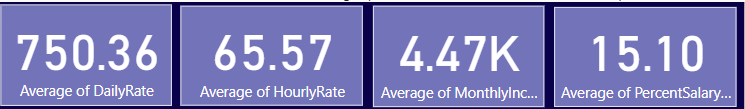 750.36
Average of DailyRate
65.57
Average of HourlyRate
4.47K
Average of MonthlyInc...
15.10
Average of PercentSalary...